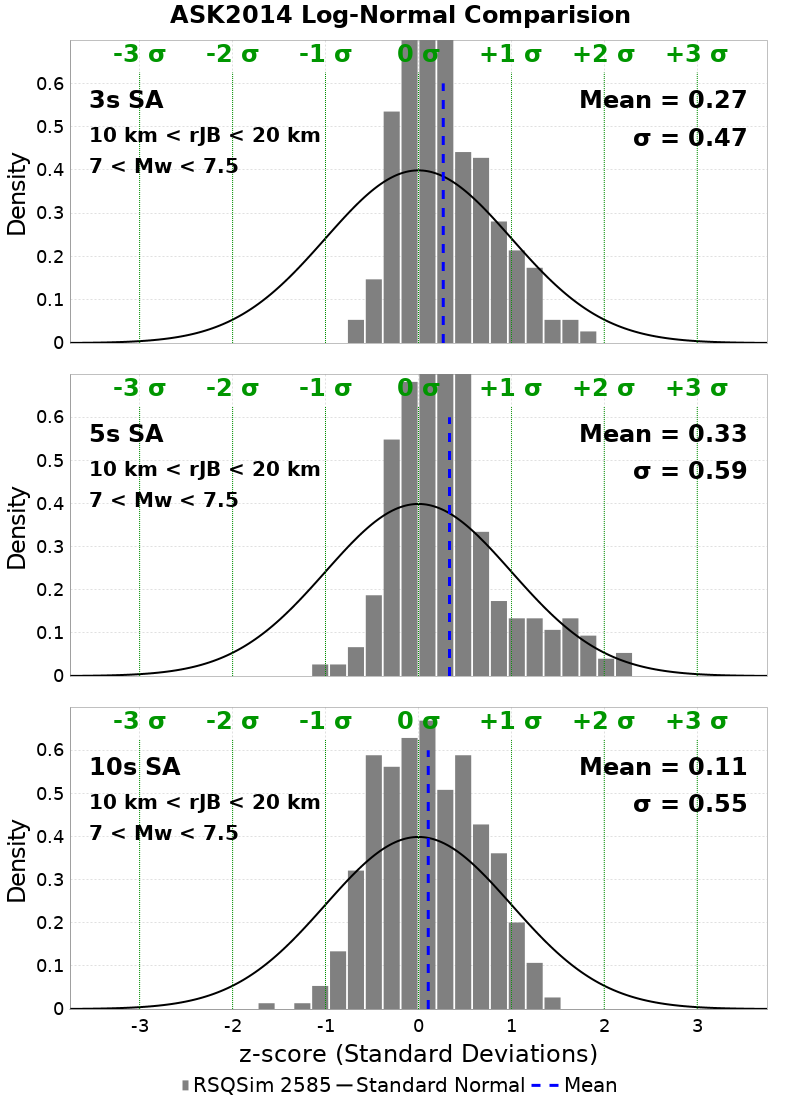 ASK2014 Log-Normal Comparision
-3 σ -2 σ -1 σ 0 σ +1 σ +2 σ +3 σ
3s SA
10 km < rJB < 20 km
7 < Mw < 7.5
Mean = 0.27
σ = 0.47
Density
0.6
0.5
0.4
0.3
0.2
0.1
0
-3 σ -2 σ -1 σ 0 σ +1 σ +2 σ +3 σ
5s SA
10 km < rJB < 20 km
7 < Mw < 7.5
Mean = 0.33
σ = 0.59
Density
0.6
0.5
0.4
0.3
0.2
0.1
0
-3 σ -2 σ -1 σ 0 σ +1 σ +2 σ +3 σ
10s SA
10 km < rJB < 20 km
7 < Mw < 7.5
Mean = 0.11
σ = 0.55
Density
0.6
0.5
0.4
0.3
0.2
0.1
0
-3 -2 -1 0 1 2 3
z-score (Standard Deviations)
RSQSim 2585 Standard Normal Mean